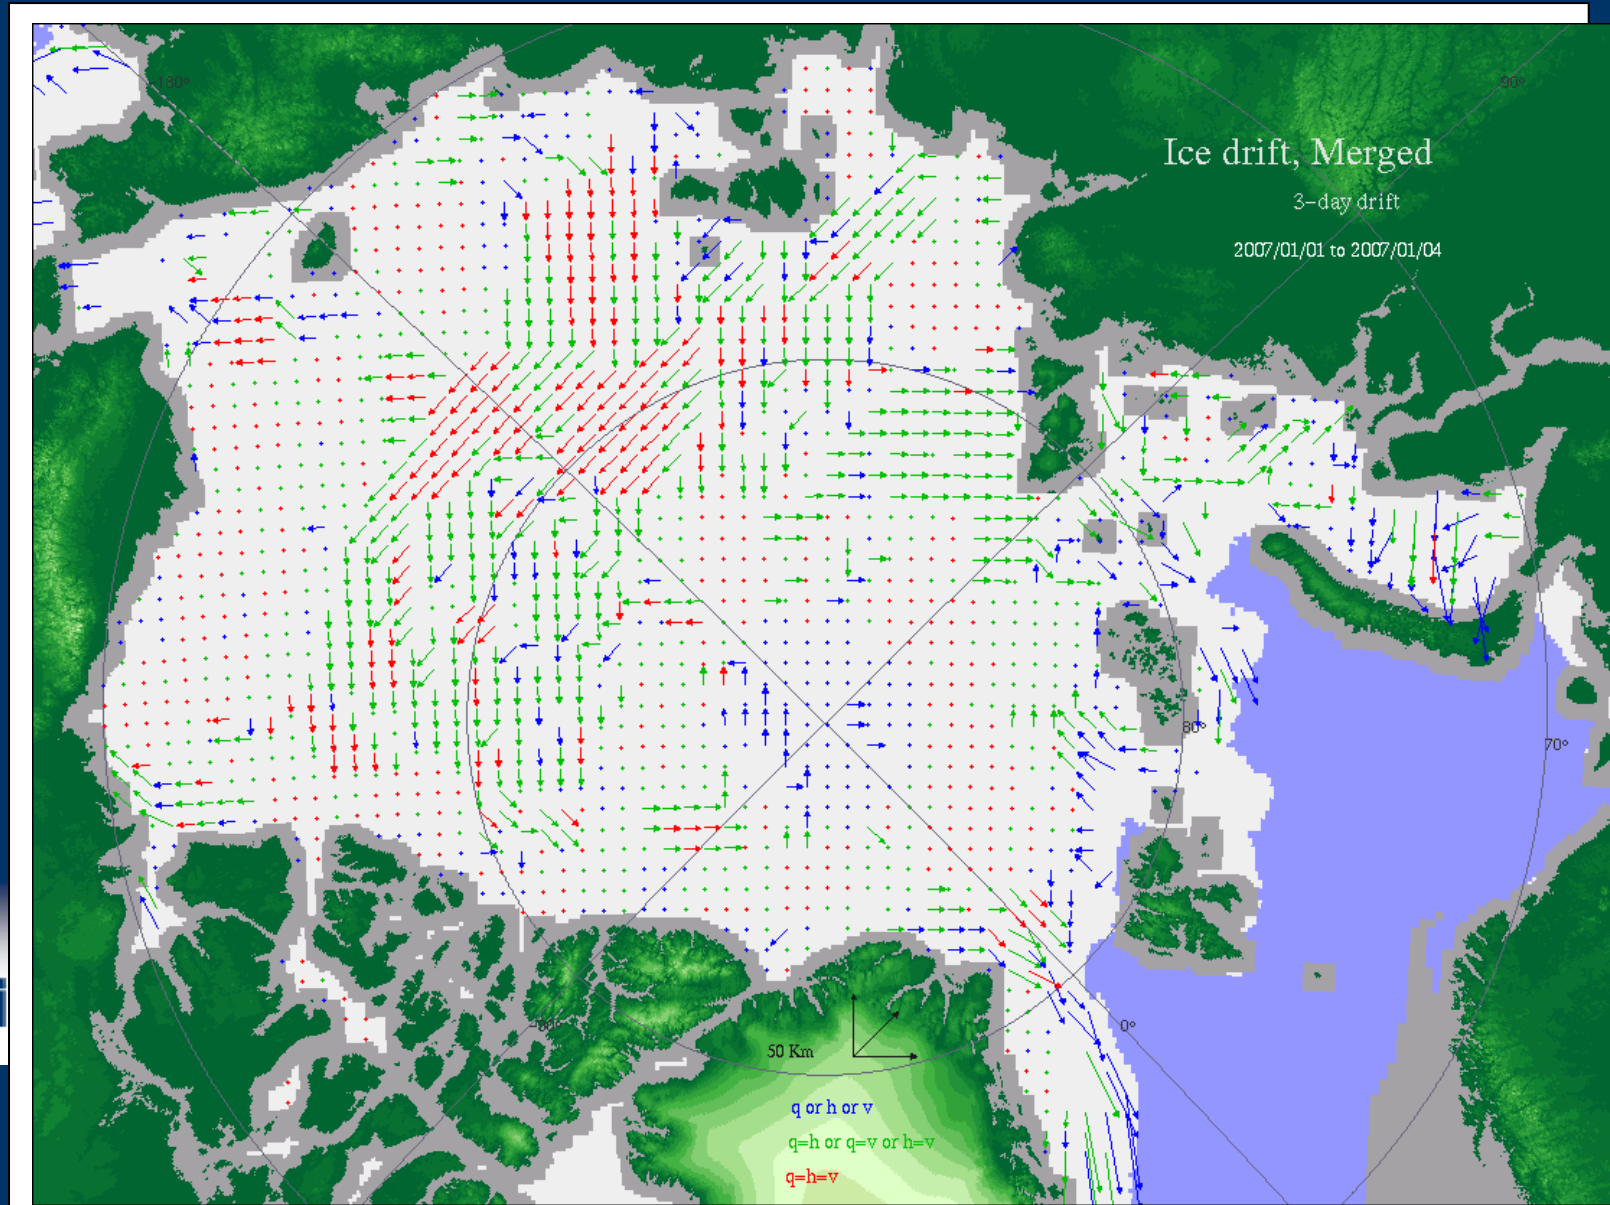 -180°
90°
Ice drift, Merged
3-day drift
2007/01/01 to 2007/01/04
80°
70°
0°
50 Km
q or h or v
q=h or q=v or h=v
q=h=v